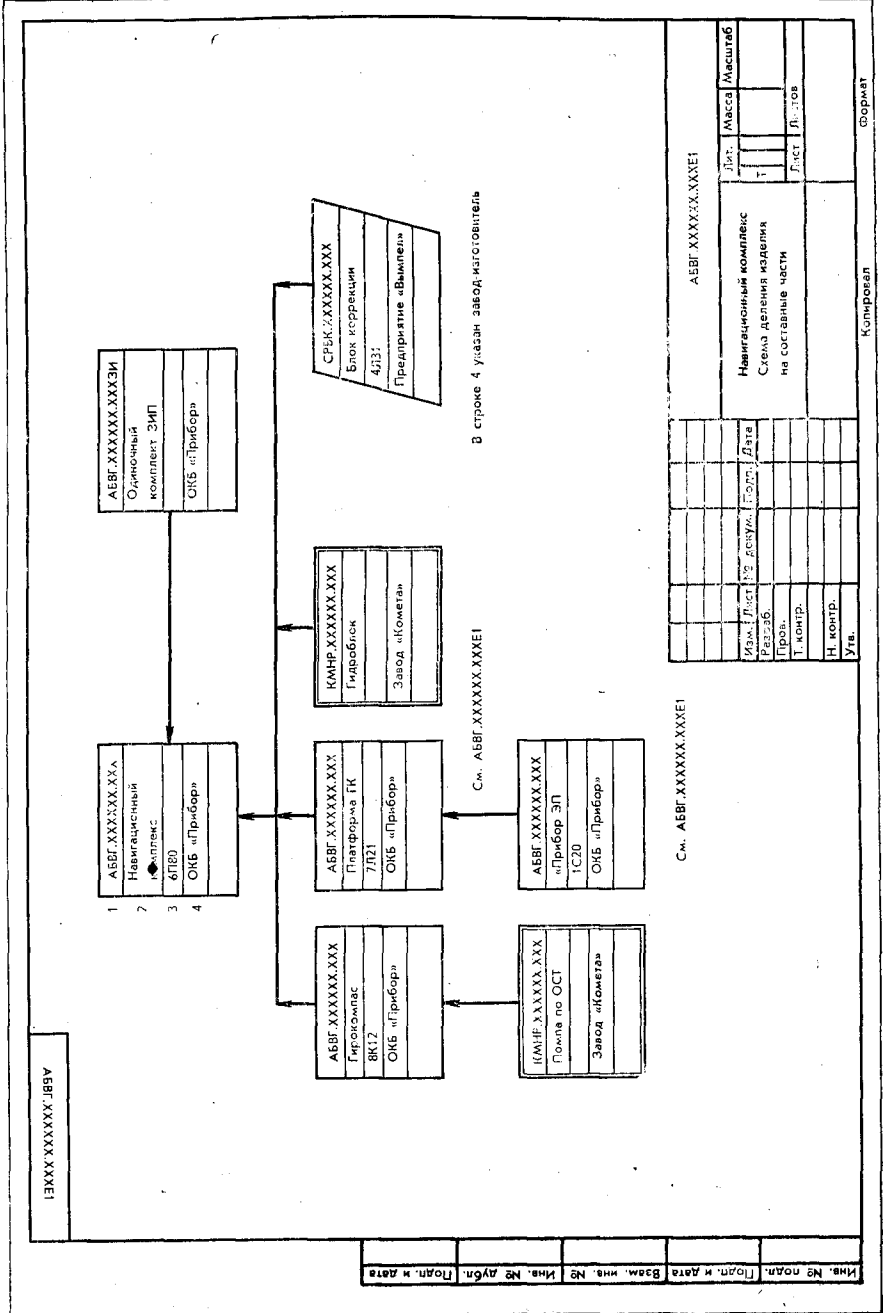 АБВГ.XXXXXX.XXXЕ1
1 АБВГ.XXXXXX.XXX
2 Навигационный
комплекс
3 6П80
4 ОКБ «Прибор»
АБВГ.XXXXXX.XXXЗИ
Одиночный
комплект ЗИП
ОКБ «Прибор»
АБВГ.XXXXXX.XXX
Гирокомпас
8К12
ОКБ «Прибор»
АБВГ.XXXXXX.XXX
Платформа ГК
7Л21
ОКБ «Прибор»
КМНР.XXXXXX.XXX
Гидроблок
Завод «Комета»
СРБК.XXXXXX.XXX
Блок коррекции
4Л31
Предприятие «Вымпел»
См. АБВГ.XXXXXX.XXXЕ1
В строке 4 указан завод-изготовитель
КМНР.XXXXXX.XXX
Помпа по ОСТ
Завод «Комета»
АБВГ.XXXXXX.XXX
«Прибор ЭП
1С20
ОКБ «Прибор»
См. АБВГ.XXXXXX.XXXЕ1
АБВГ.XXXXXX.XXXЕ1
Изм. Лист № докум. Подп. Дата
Разраб.
Пров.
Т. контр.
Н. контр.
Утв.
Навигационный комплекс
Схема деления изделия
на составные части
Лит. Масса Масштаб
Т
Лист Листов
Копировал
Формат
Инв. № подл.
Подп. и дата
Взам. инв. №
Инв. № дубл.
Подп. и дата